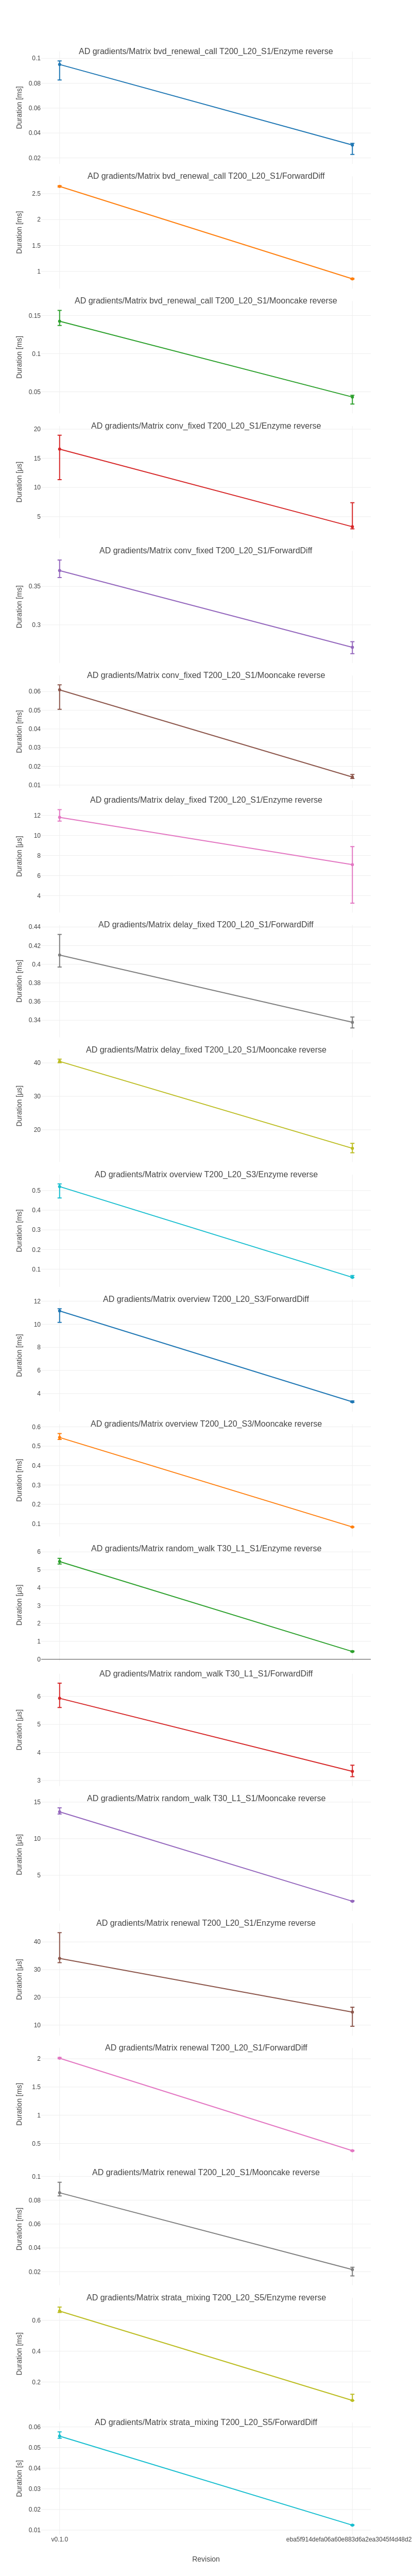 AD gradients/Matrix bvd_renewal_call T200_L20_S1/Enzyme reverse
0.1
0.08
0.06
0.04
0.02
Duration [ms]
AD gradients/Matrix bvd_renewal_call T200_L20_S1/ForwardDiff
2.5
2
1.5
1
Duration [ms]
AD gradients/Matrix bvd_renewal_call T200_L20_S1/Mooncake reverse
0.15
0.1
0.05
Duration [ms]
AD gradients/Matrix conv_fixed T200_L20_S1/Enzyme reverse
20
15
10
5
Duration [μs]
AD gradients/Matrix conv_fixed T200_L20_S1/ForwardDiff
0.35
0.3
Duration [ms]
AD gradients/Matrix conv_fixed T200_L20_S1/Mooncake reverse
0.06
0.05
0.04
0.03
0.02
0.01
Duration [ms]
AD gradients/Matrix delay_fixed T200_L20_S1/Enzyme reverse
12
10
8
6
4
Duration [μs]
AD gradients/Matrix delay_fixed T200_L20_S1/ForwardDiff
0.44
0.42
0.4
0.38
0.36
0.34
Duration [ms]
AD gradients/Matrix delay_fixed T200_L20_S1/Mooncake reverse
40
30
20
Duration [μs]
AD gradients/Matrix overview T200_L20_S3/Enzyme reverse
0.5
0.4
0.3
0.2
0.1
Duration [ms]
AD gradients/Matrix overview T200_L20_S3/ForwardDiff
12
10
8
6
4
Duration [ms]
AD gradients/Matrix overview T200_L20_S3/Mooncake reverse
0.6
0.5
0.4
0.3
0.2
0.1
Duration [ms]
AD gradients/Matrix random_walk T30_L1_S1/Enzyme reverse
6
5
4
3
2
1
0
Duration [μs]
AD gradients/Matrix random_walk T30_L1_S1/ForwardDiff
6
5
4
3
Duration [μs]
AD gradients/Matrix random_walk T30_L1_S1/Mooncake reverse
15
10
5
Duration [μs]
AD gradients/Matrix renewal T200_L20_S1/Enzyme reverse
40
30
20
10
Duration [μs]
AD gradients/Matrix renewal T200_L20_S1/ForwardDiff
2
1.5
1
0.5
Duration [ms]
AD gradients/Matrix renewal T200_L20_S1/Mooncake reverse
0.1
0.08
0.06
0.04
0.02
Duration [ms]
AD gradients/Matrix strata_mixing T200_L20_S5/Enzyme reverse
0.6
0.4
0.2
Duration [ms]
AD gradients/Matrix strata_mixing T200_L20_S5/ForwardDiff
0.06
0.05
0.04
0.03
0.02
0.01
Duration [s]
v0.1.0
eba5f914defa06a60e883d6a2ea3045f4d48d2
Revision